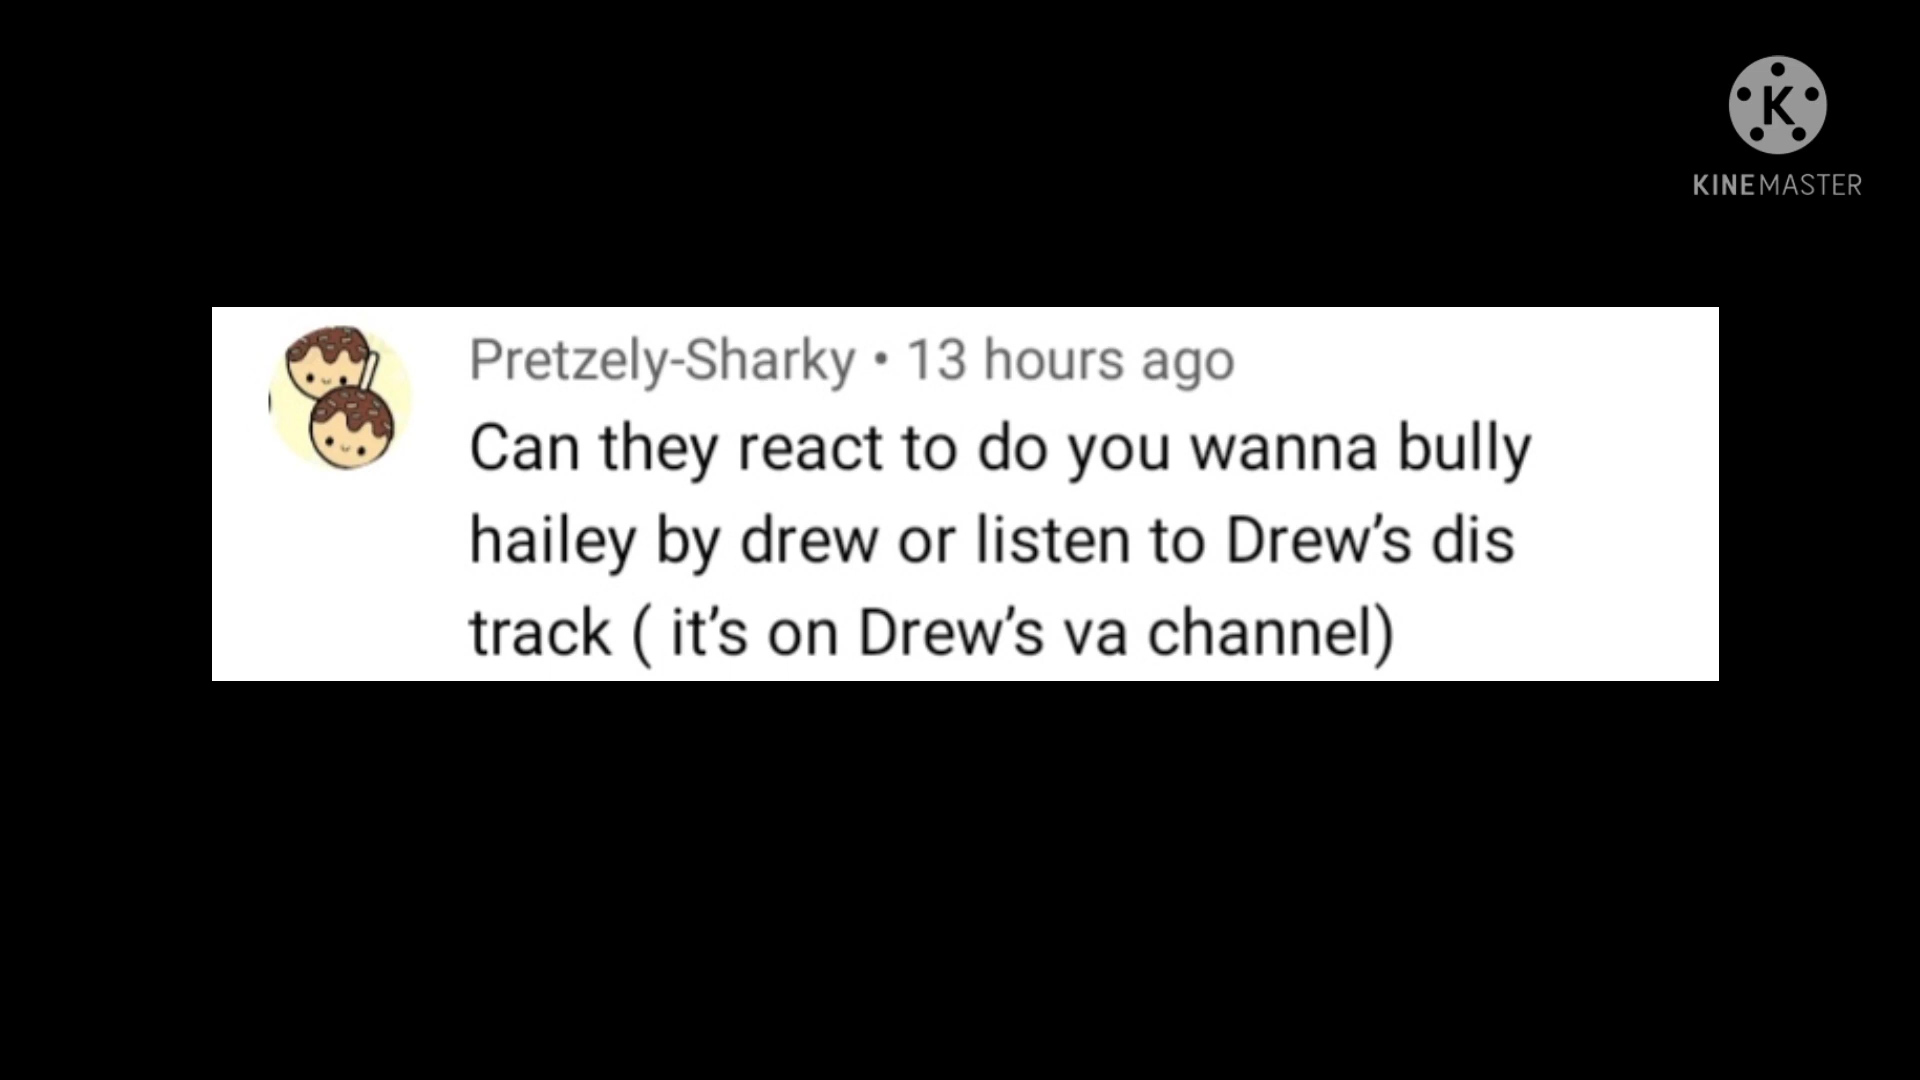 K
KINEMASTER
Pretzely-Sharky • 13 hours ago
Can they react to do you wanna bully
hailey by drew or listen to Drew’s dis
track ( it’s on Drew’s va channel)